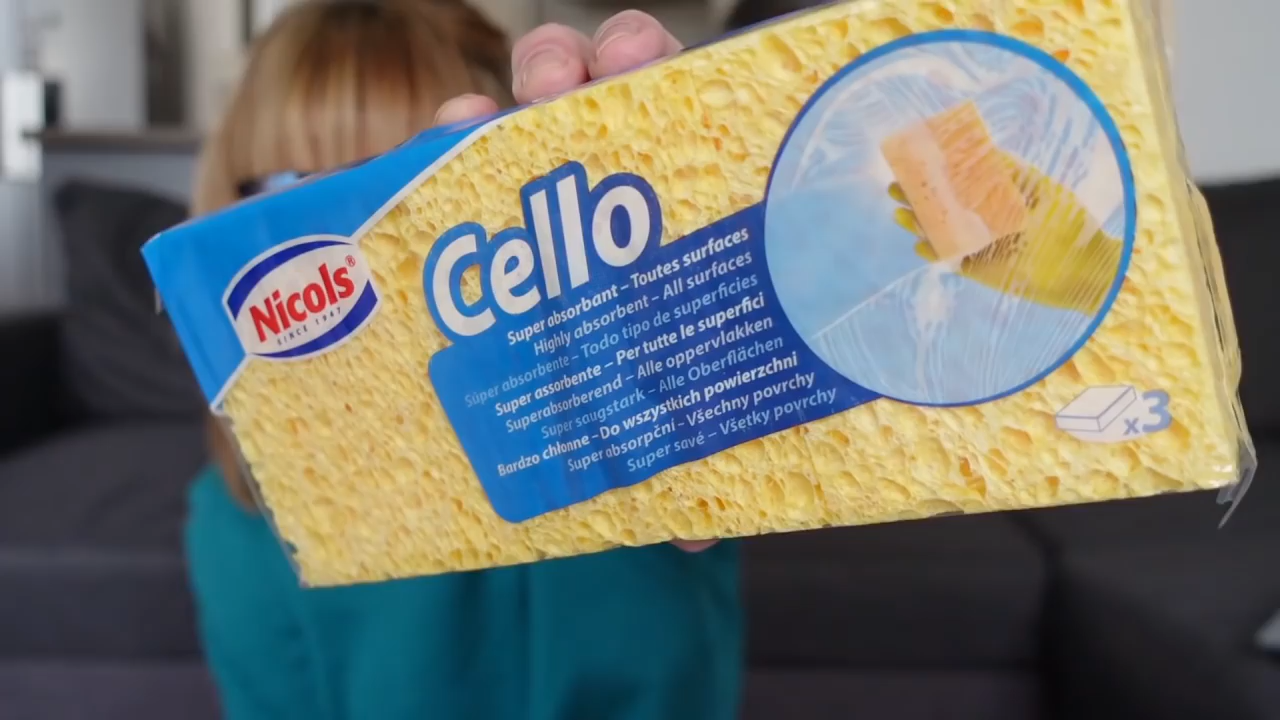 Nicols®
SINCE 1947
Cello
Super absorbant – Toutes surfaces
Highly absorbent – All surfaces
Súper absorbente – Todo tipo de superficies
Super assorbente – Per tutte le superfici
Superabsorberend – Alle oppervlakken
Super saugstark – Alle Oberflächen
Bardzo chłonne – Do wszystkich powierzchni
Super absorpční – Všechny povrchy
Super savé – Všetky povrchy
x3